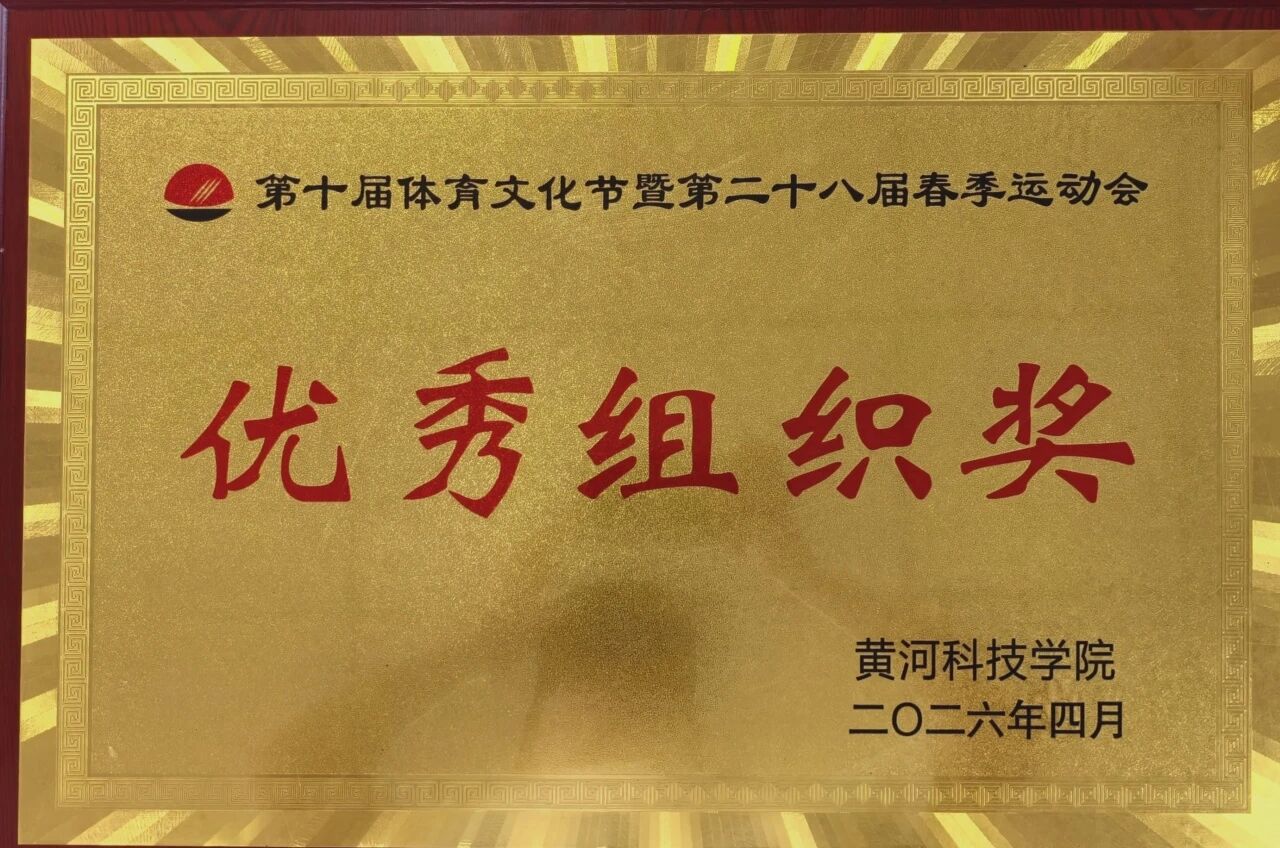 第十届体育文化节暨第二十八届春季运动会
优秀组织奖
黄河科技学院
二〇二六年四月